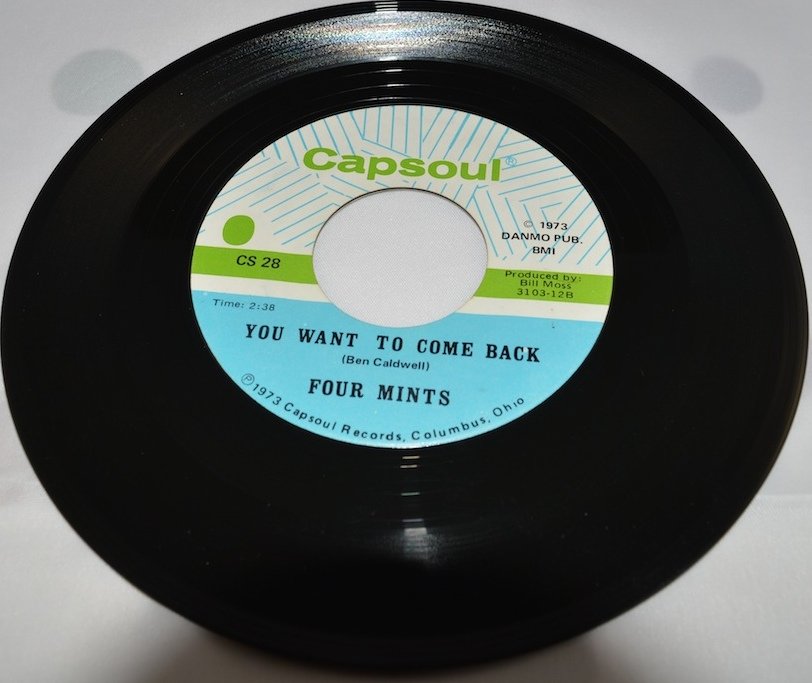 Capsoul®
© 1973
DANMO PUB.
BMI
CS 28
Produced by:
Bill Moss
3103-12B
Time: 2:38
YOU WANT TO COME BACK
(Ben Caldwell)
FOUR MINTS
℗1973 Capsoul Records, Columbus, Ohio